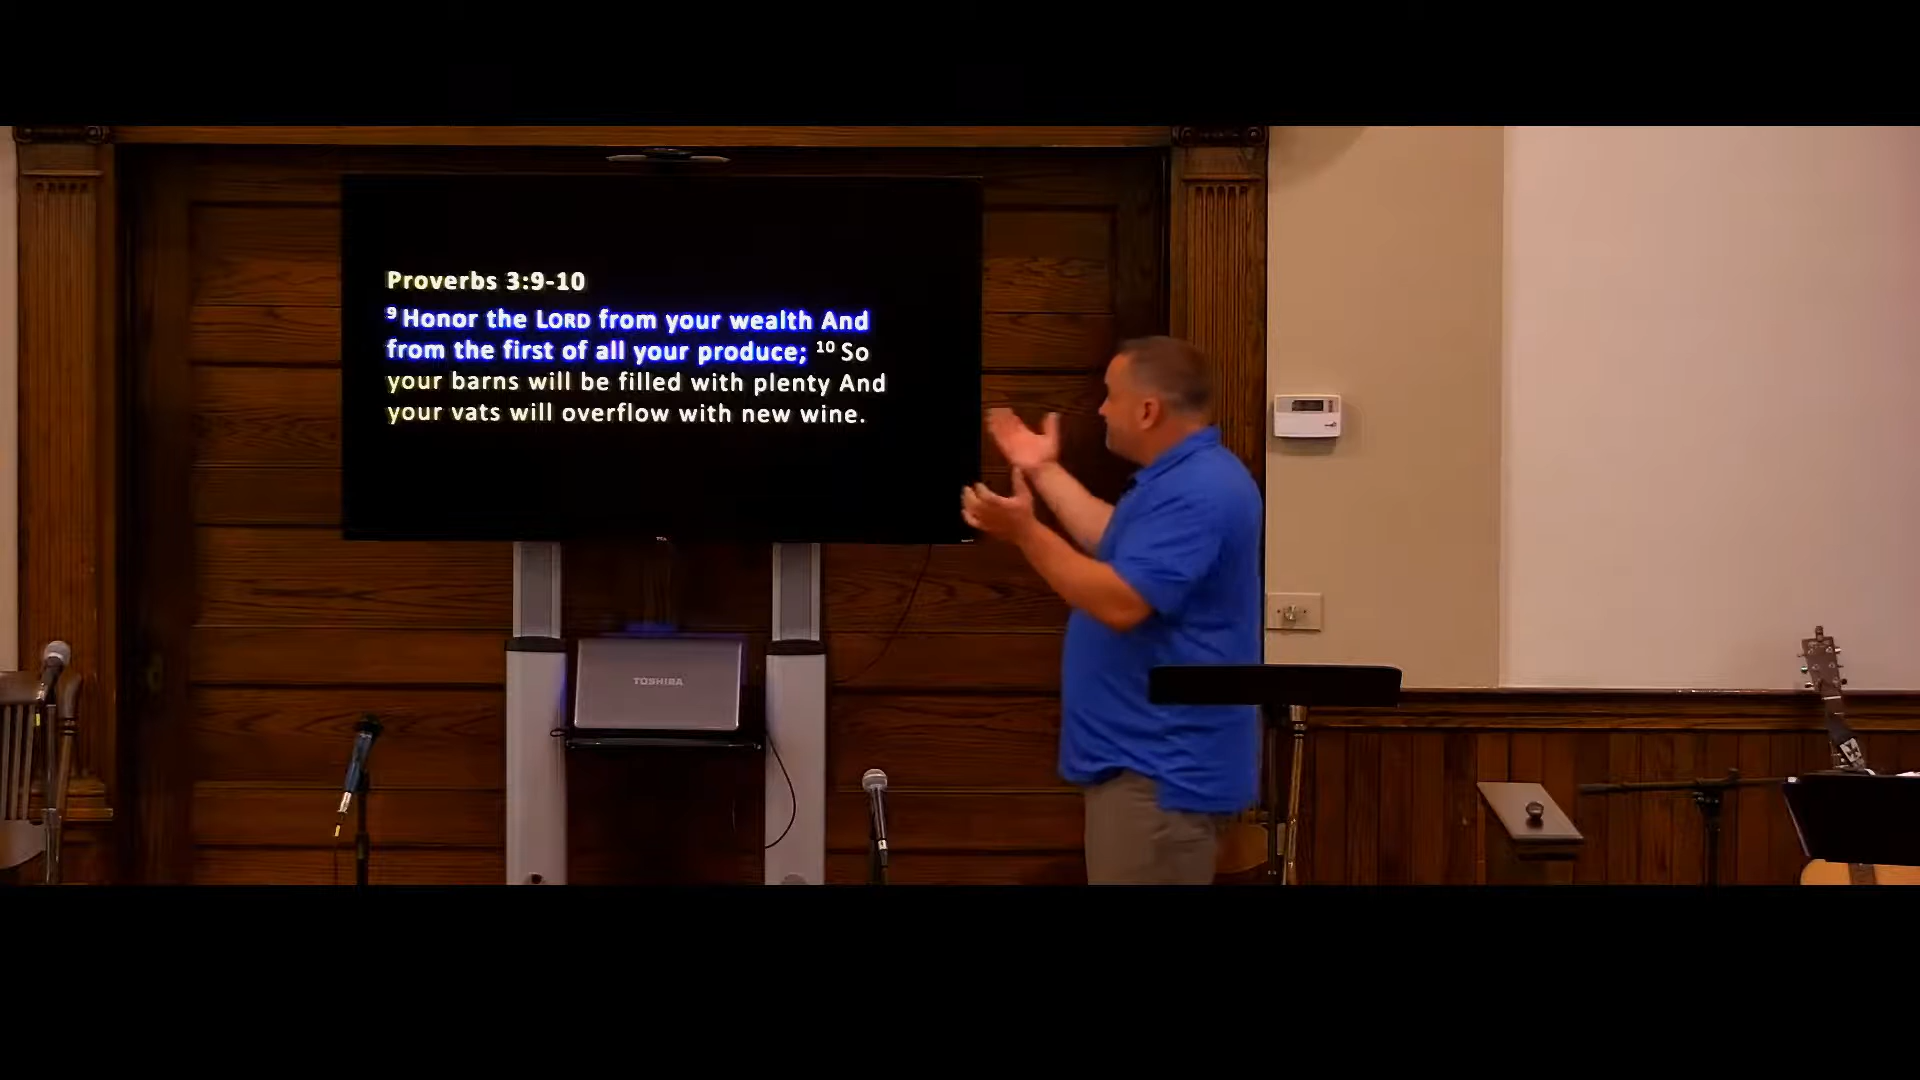 Proverbs 3:9-10
9 Honor the LORD from your wealth And
from the first of all your produce; 10 So
your barns will be filled with plenty And
your vats will overflow with new wine.
TOSHIBA